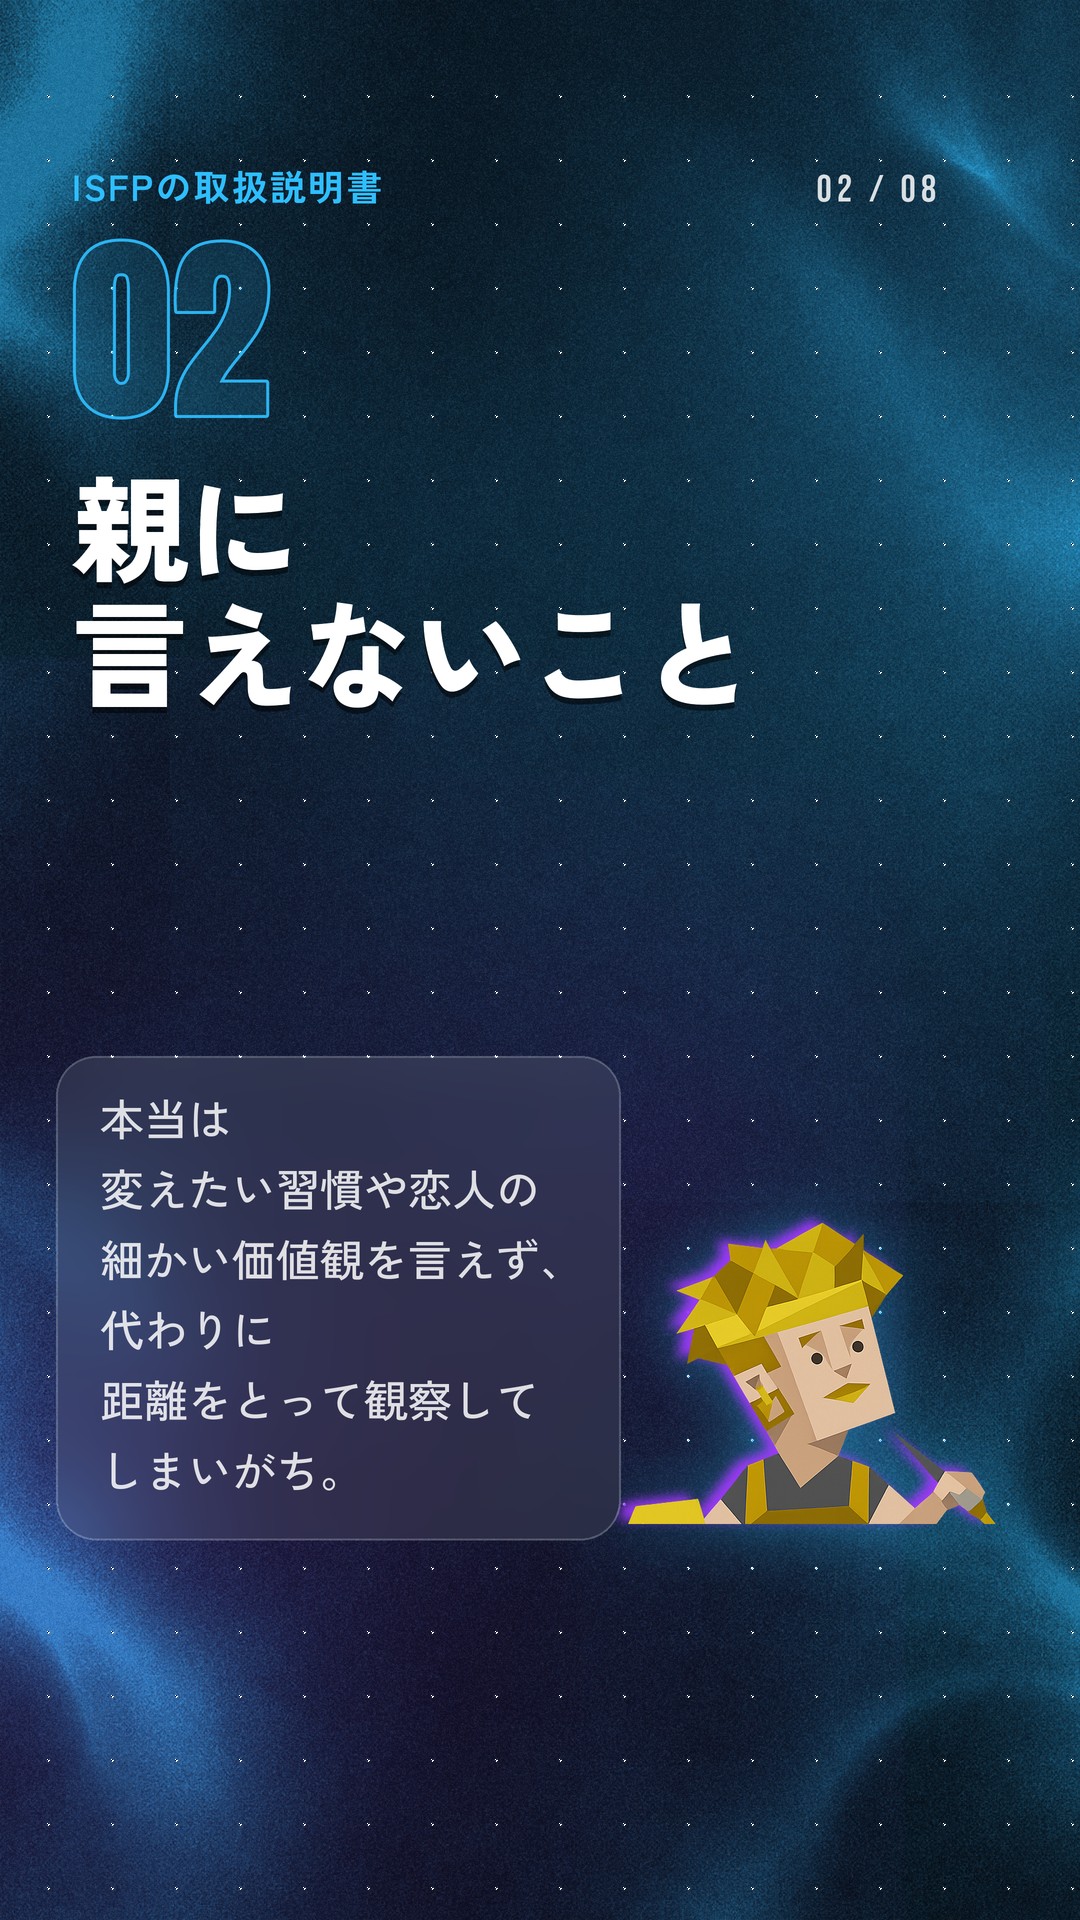 ISFPの取扱説明書
02 / 08
02
親に
言えないこと
本当は
変えたい習慣や恋人の
細かい価値観を言えず、
代わりに
距離をとって観察して
しまいがち。